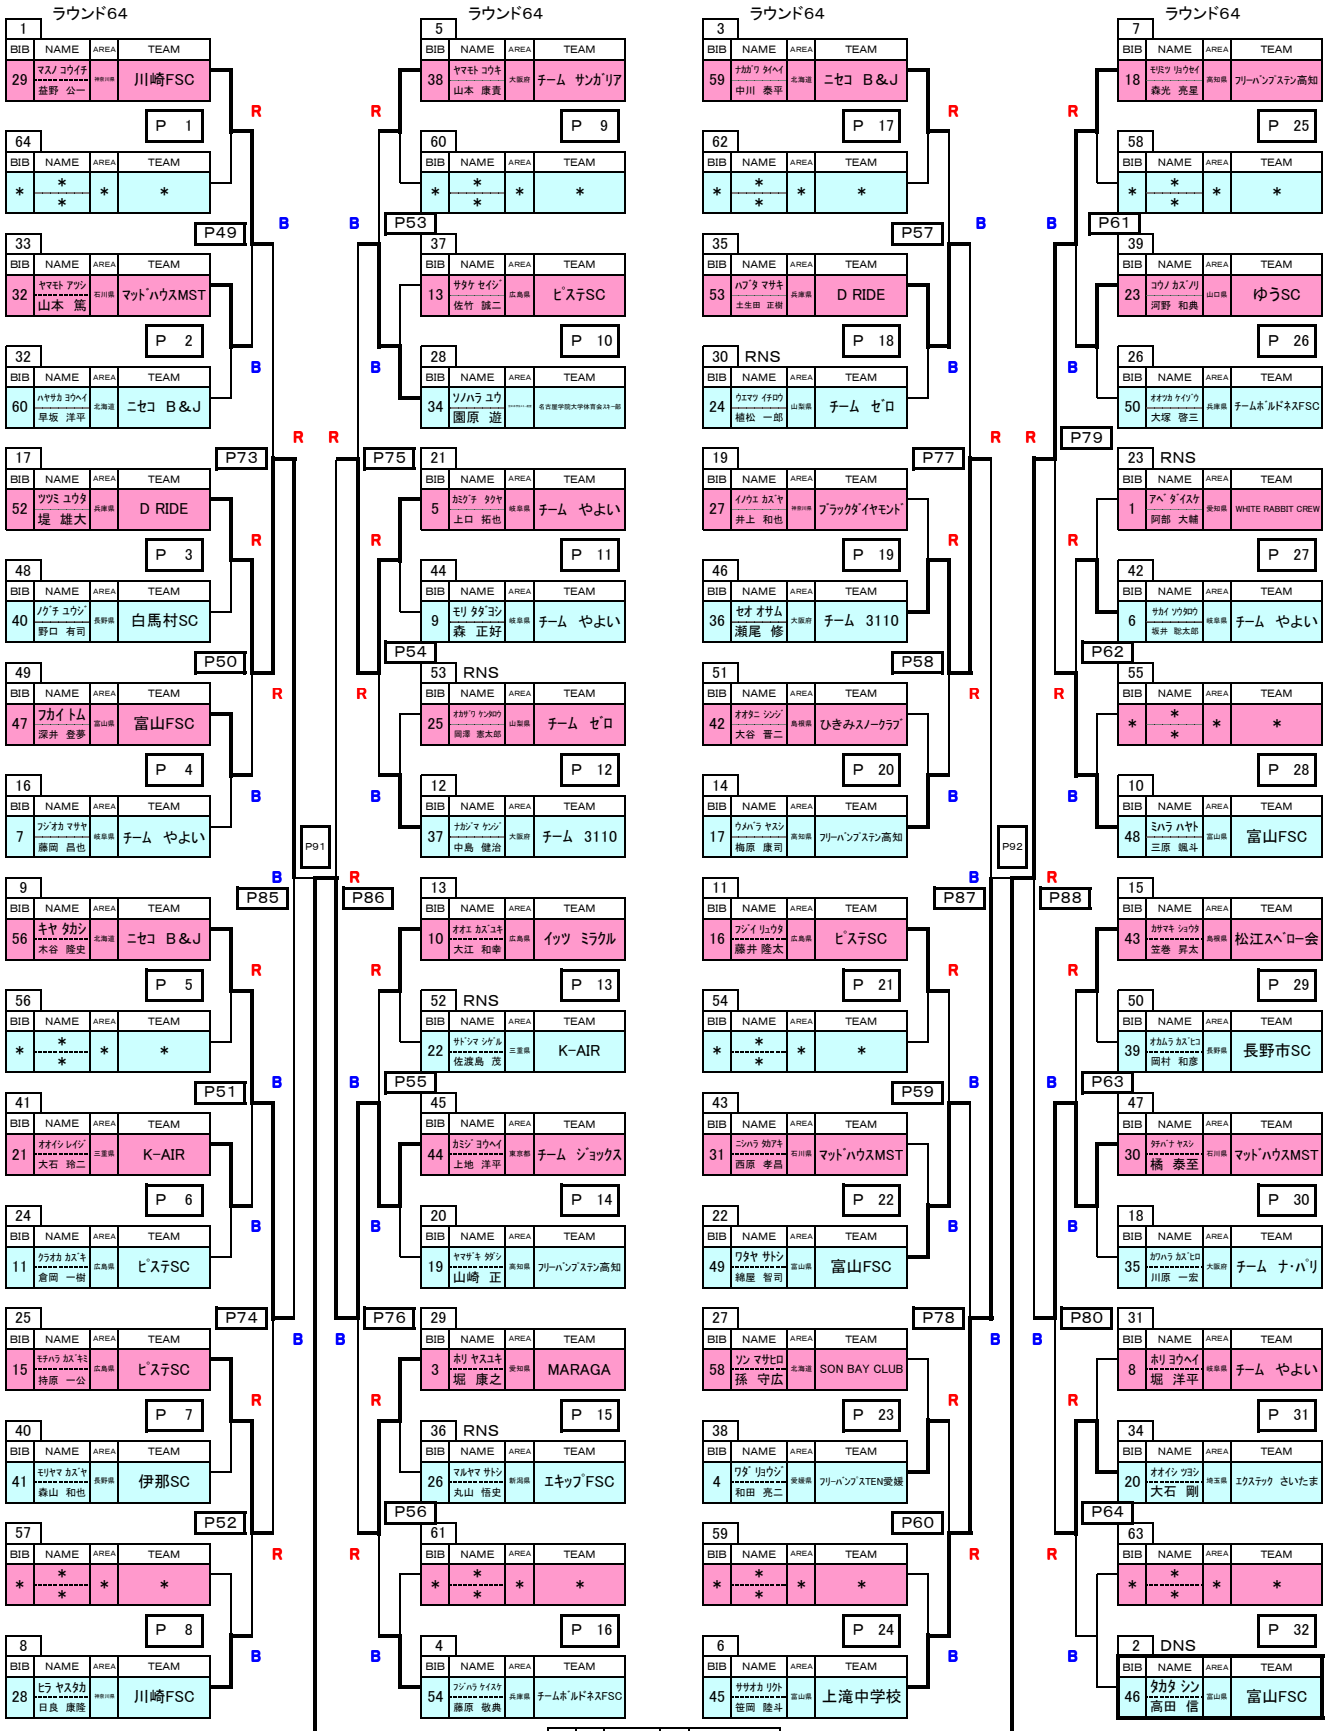 ラウンド64
1
BIB NAME AREA TEAM
29 マスノ コウイチ 益野 公一 神奈川県 川崎FSC
P 1
R
64
BIB NAME AREA TEAM
* * * * *
P49
B
33
BIB NAME AREA TEAM
32 ヤマモト アツシ 山本 篤 石川県 マッドハウスMST
P 2
B
32
BIB NAME AREA TEAM
60 ハヤサカ ヨウヘイ 早坂 洋平 北海道 ニセコ B&J
R
17
P73
BIB NAME AREA TEAM
52 ツツミ ユウタ 堤 雄大 兵庫県 D RIDE
P 3
R
48
BIB NAME AREA TEAM
40 ノグチ ユウジ 野口 有司 長野県 白馬村SC
P50
R
49
BIB NAME AREA TEAM
47 フカイ トム 深井 登夢 富山県 富山FSC
P 4
B
16
BIB NAME AREA TEAM
7 フジオカ マサヤ 藤岡 昌也 岐阜県 チーム やよい
P91
B
9
P85
BIB NAME AREA TEAM
56 キヤ タカシ 木谷 隆史 北海道 ニセコ B&J
P 5
R
56
BIB NAME AREA TEAM
* * * * *
P51
B
41
BIB NAME AREA TEAM
21 オオイシ レイジ 大石 玲二 三重県 K-AIR
P 6
B
24
BIB NAME AREA TEAM
11 クラオカ カズキ 倉岡 一樹 広島県 ピステSC
25
P74
B
BIB NAME AREA TEAM
15 モチハラ カズキミ 持原 一公 広島県 ピステSC
P 7
R
40
BIB NAME AREA TEAM
41 モリヤマ カズヤ 森山 和也 長野県 伊那SC
P52
R
57
BIB NAME AREA TEAM
* * * * *
P 8
B
8
BIB NAME AREA TEAM
28 ヒラ ヤスタカ 日良 康隆 神奈川県 川崎FSC
5
BIB NAME AREA TEAM
38 ヤマモト コウキ 山本 康貴 大阪府 チーム サンガリア
P 9
R
60
BIB NAME AREA TEAM
* * * * *
P53
B
37
BIB NAME AREA TEAM
13 サタケ セイジ 佐竹 誠二 広島県 ピステSC
P 10
B
28
BIB NAME AREA TEAM
34 ソノハラ ユウ 園原 遊 名古屋学院大学体育会スキー部
R
P75
21
BIB NAME AREA TEAM
5 カミグチ タクヤ 上口 拓也 岐阜県 チーム やよい
P 11
R
44
BIB NAME AREA TEAM
9 モリ タダヨシ 森 正好 岐阜県 チーム やよい
P54
R
53 RNS
BIB NAME AREA TEAM
25 オカザワ ケンタロウ 岡澤 憲太郎 山梨県 チーム ゼロ
P 12
B
12
BIB NAME AREA TEAM
37 ナカジマ ケンジ 中島 健治 大阪府 チーム 3110
R
P86
13
BIB NAME AREA TEAM
10 オオエ カズユキ 大江 和幸 広島県 イッツ ミラクル
P 13
R
52 RNS
BIB NAME AREA TEAM
22 サドシマ シゲル 佐渡島 茂 三重県 K-AIR
P55
B
45
BIB NAME AREA TEAM
44 カミジ ヨウヘイ 上地 洋平 東京都 チーム ジョックス
P 14
B
20
BIB NAME AREA TEAM
19 ヤマザキ タダシ 山崎 正 高知県 フリーバンプステン高知
B
P76
29
BIB NAME AREA TEAM
3 ホリ ヤスユキ 堀 康之 愛知県 MARAGA
P 15
R
36 RNS
BIB NAME AREA TEAM
26 マルヤマ サトシ 丸山 悟史 新潟県 エキップFSC
P56
R
61
BIB NAME AREA TEAM
* * * * *
P 16
B
4
BIB NAME AREA TEAM
54 フジハラ ケイスケ 藤原 敬典 兵庫県 チームボルドネスFSC
ラウンド64
3
BIB NAME AREA TEAM
59 ナカガワ タイヘイ 中川 泰平 北海道 ニセコ B&J
P 17
R
62
BIB NAME AREA TEAM
* * * * *
P57
B
35
BIB NAME AREA TEAM
53 ハブタ マサキ 土生田 正樹 兵庫県 D RIDE
P 18
B
30 RNS
BIB NAME AREA TEAM
24 ウエマツ イチロウ 植松 一郎 山梨県 チーム ゼロ
R
19
P77
BIB NAME AREA TEAM
27 イノウエ カズヤ 井上 和也 神奈川県 ブラックダイヤモンド
P 19
R
46
BIB NAME AREA TEAM
36 セオ オサム 瀬尾 修 大阪府 チーム 3110
P58
R
51
BIB NAME AREA TEAM
42 オオタニ シンジ 大谷 晋二 島根県 ひきみスノークラブ
P 20
B
14
BIB NAME AREA TEAM
17 ウメバラ ヤスシ 梅原 康司 高知県 フリーバンプステン高知
P92
B
11
P87
BIB NAME AREA TEAM
16 フジイ リュウタ 藤井 隆太 広島県 ピステSC
P 21
R
54
BIB NAME AREA TEAM
* * * * *
P59
B
43
BIB NAME AREA TEAM
31 ニシハラ タカアキ 西原 孝昌 石川県 マッドハウスMST
P 22
B
22
BIB NAME AREA TEAM
49 ワタヤ サトシ 綿屋 智司 富山県 富山FSC
27
P78
B
BIB NAME AREA TEAM
58 ソン マサヒロ 孫 守広 北海道 SON BAY CLUB
P 23
R
38
BIB NAME AREA TEAM
4 ワダ リョウジ 和田 亮二 愛媛県 フリーバンプスTEN愛媛
P60
R
59
BIB NAME AREA TEAM
* * * * *
P 24
B
6
BIB NAME AREA TEAM
45 ササオカ リクト 笹岡 陸斗 富山県 上滝中学校
ラウンド64
7
BIB NAME AREA TEAM
18 モリミツ リョウセイ 森光 亮星 高知県 フリーバンプステン高知
P 25
R
58
BIB NAME AREA TEAM
* * * * *
P61
B
39
BIB NAME AREA TEAM
23 コウノ カズノリ 河野 和典 山口県 ゆうSC
P 26
B
26
BIB NAME AREA TEAM
50 オオツカ ケイゾウ 大塚 啓三 兵庫県 チームボルドネスFSC
R
P79
23 RNS
BIB NAME AREA TEAM
1 アベ ダイスケ 阿部 大輔 愛知県 WHITE RABBIT CREW
P 27
R
42
BIB NAME AREA TEAM
6 サカイ ソウタロウ 坂井 聡太郎 岐阜県 チーム やよい
P62
R
55
BIB NAME AREA TEAM
* * * * *
P 28
B
10
BIB NAME AREA TEAM
48 ミハラ ハヤト 三原 颯斗 富山県 富山FSC
R
P88
15
BIB NAME AREA TEAM
43 カサマキ ショウタ 笠巻 昇太 島根県 松江スペロー会
P 29
R
50
BIB NAME AREA TEAM
39 オカムラ カズヒコ 岡村 和彦 長野県 長野市SC
P63
B
47
BIB NAME AREA TEAM
30 タチバナ ヤスシ 橘 泰至 石川県 マッドハウスMST
P 30
B
18
BIB NAME AREA TEAM
35 カワハラ カズヒロ 川原 一宏 大阪府 チーム ナ・パリ
B
P80
31
BIB NAME AREA TEAM
8 ホリ ヨウヘイ 堀 洋平 岐阜県 チーム やよい
P 31
R
34
BIB NAME AREA TEAM
20 オオイシ ツヨシ 大石 剛 埼玉県 エクステック さいたま
P64
R
63
BIB NAME AREA TEAM
* * * * *
P 32
B
2 DNS
BIB NAME AREA TEAM
46 タカタ シン 高田 信 富山県 富山FSC